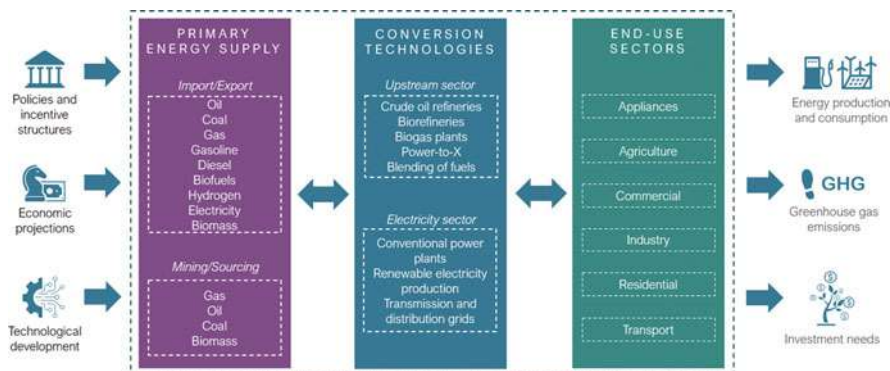 Policies and
incentive
structures
Economic
projections
Technological
development
PRIMARY
ENERGY SUPPLY
Import/Export
Oil
Coal
Gas
Gasoline
Diesel
Biofuels
Hydrogen
Electricity
Biomass
Mining/Sourcing
Gas
Oil
Coal
Biomass
CONVERSION
TECHNOLOGIES
Upstream sector
Crude oil refineries
Biorefineries
Biogas plants
Power-to-X
Blending of fuels
Electricity sector
Conventional power
plants
Renewable electricity
production
Transmission and
distribution grids
END-USE
SECTORS
Appliances
Agriculture
Commercial
Industry
Residential
Transport
Energy production
and consumption
GHG
Greenhouse gas
emissions
Investment needs